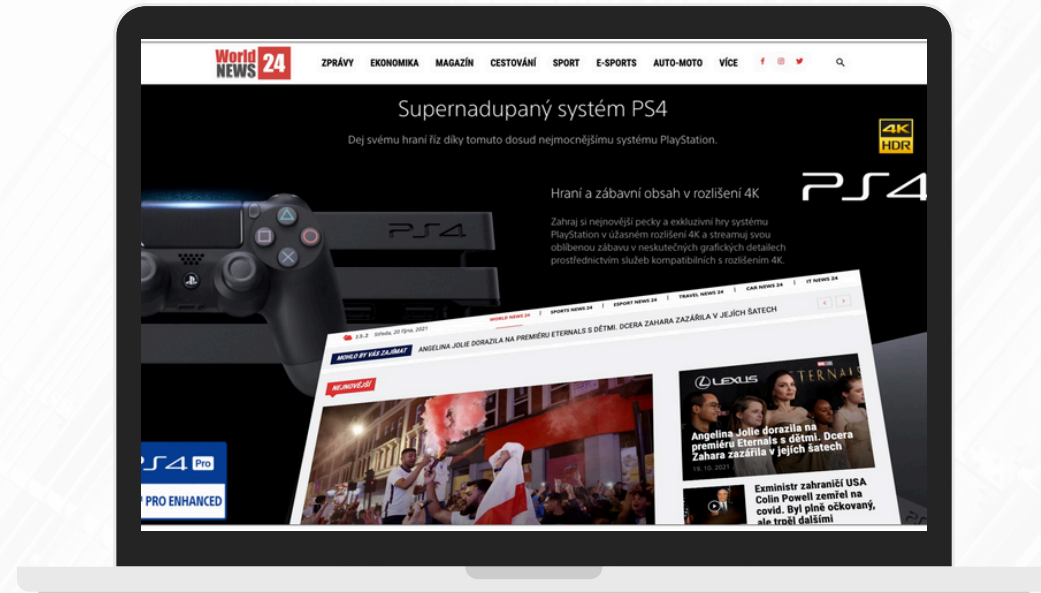 World
NEWS 24
ZPRÁVY EKONOMIKA MAGAZÍN CESTOVÁNÍ SPORT E-SPORTS AUTO-MOTO VÍCE
Supernadupaný systém PS4
Dej svému hraní říz díky tomuto dosud nejmocnějšímu systému PlayStation.
4K
HDR
PS4
Hraní a zábavní obsah v rozlišení 4K
Zahraj si nejnovější pecky a exkluzivní hry systému
PlayStation v úžasném rozlišení 4K a streamuj svou
oblíbenou zábavu v neskutečných grafických detailech
prostřednictvím služeb kompatibilních s rozlišením 4K.
PS4
WORLD NEWS 24 | SPORTS NEWS 24 | ESPORT NEWS 24 | TRAVEL NEWS 24 | CAR NEWS 24 | IT NEWS 24
Středa, 20 října, 2021
MOHLO BY VÁS ZAJÍMAT ANGELINA JOLIE DORAZILA NA PREMIÉRU ETERNALS S DĚTMI. DCERA ZAHARA ZAZÁŘILA V JEJÍCH ŠATECH
NEJNOVĚJŠÍ
LEXUS
ETERNALS
Angelina Jolie dorazila na
premiéru Eternals s dětmi. Dcera
Zahara zazářila v jejích šatech
19. 10. 2021
Exministr zahraničí USA
Colin Powell zemřel na
covid. Byl plně očkovaný,
ale trpěl dalšími
PS4 Pro
PRO ENHANCED